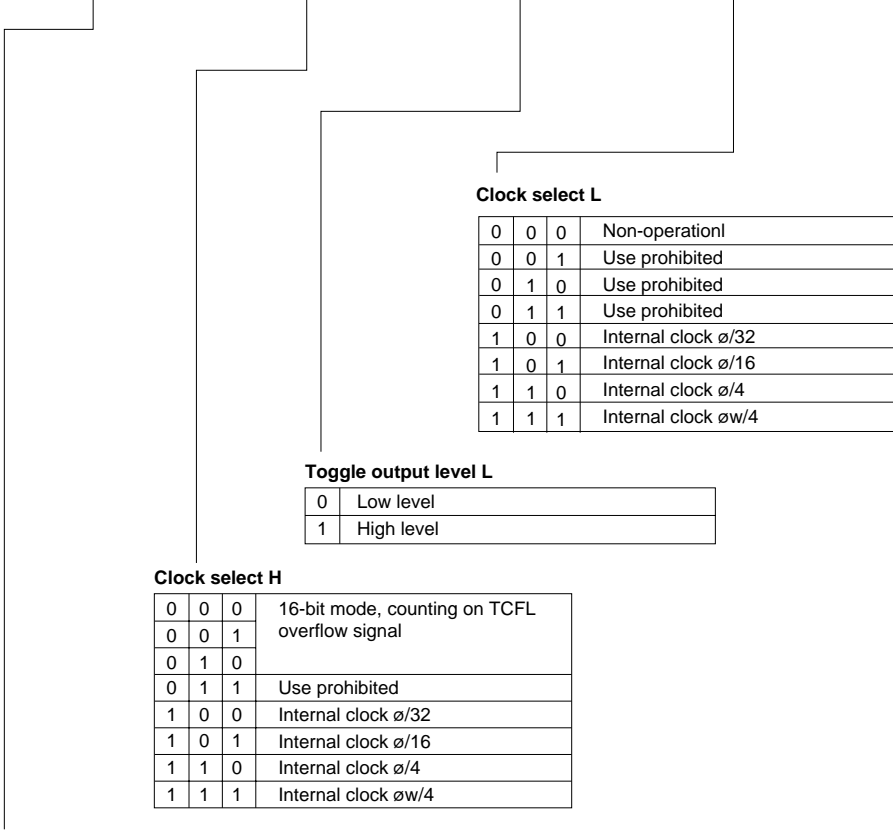 Clock select L
0 0 0 Non-operationl
0 0 1 Use prohibited
0 1 0 Use prohibited
0 1 1 Use prohibited
1 0 0 Internal clock ø/32
1 0 1 Internal clock ø/16
1 1 0 Internal clock ø/4
1 1 1 Internal clock øw/4
Toggle output level L
0 Low level
1 High level
Clock select H
0 0 0 16-bit mode, counting on TCFL
0 0 1 overflow signal
0 1 0
0 1 1 Use prohibited
1 0 0 Internal clock ø/32
1 0 1 Internal clock ø/16
1 1 0 Internal clock ø/4
1 1 1 Internal clock øw/4